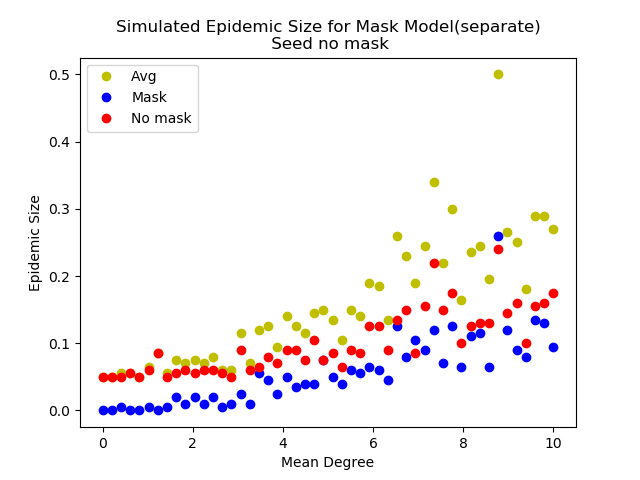 Simulated Epidemic Size for Mask Model(separate)
Seed no mask
Avg
Mask
No mask
Epidemic Size
0.5
0.4
0.3
0.2
0.1
0.0
0 2 4 6 8 10
Mean Degree